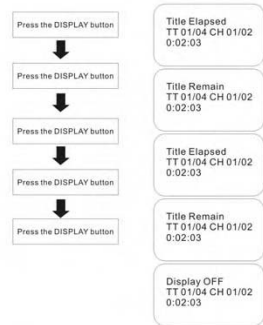 Press the DISPLAY button
Title Elapsed
TT 01/04 CH 01/02
0:02:03
Press the DISPLAY button
Title Remain
TT 01/04 CH 01/02
0:02:03
Press the DISPLAY button
Title Elapsed
TT 01/04 CH 01/02
0:02:03
Press the DISPLAY button
Title Remain
TT 01/04 CH 01/02
0:02:03
Press the DISPLAY button
Display OFF
TT 01/04 CH 01/02
0:02:03